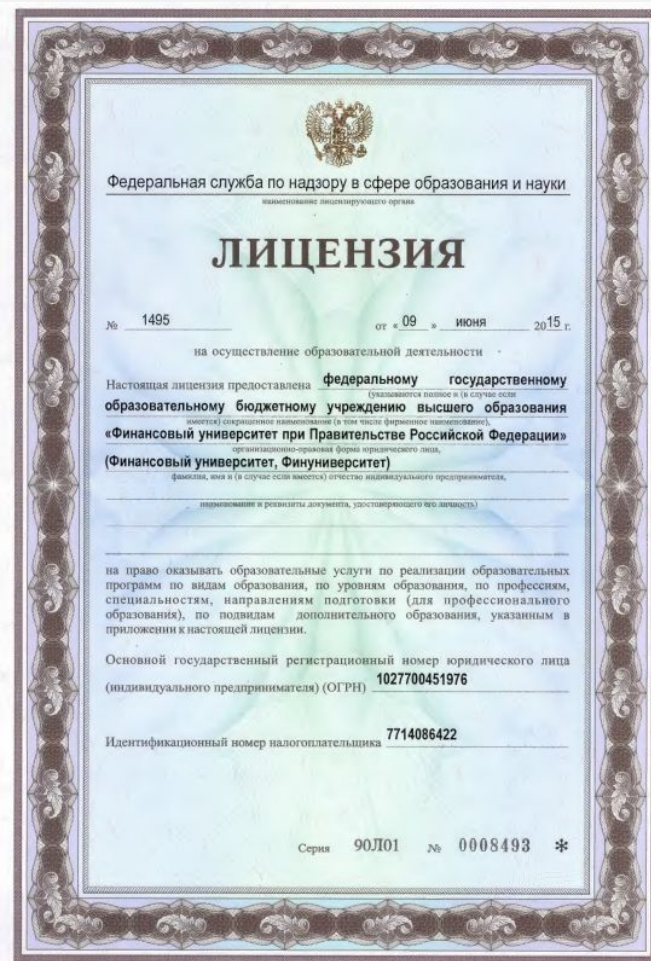 Федеральная служба по надзору в сфере образования и науки
наименование лицензирующего органа
ЛИЦЕНЗИЯ
№ 1495 от « 09 » июня 2015 г.
на осуществление образовательной деятельности
Настоящая лицензия предоставлена федеральному государственному
(указываются полное и (в случае если
образовательному бюджетному учреждению высшего образования
имеется) сокращенное наименование (в том числе фирменное наименование),
«Финансовый университет при Правительстве Российской Федерации»
организационно-правовая форма юридического лица,
(Финансовый университет, Финуниверситет)
фамилия, имя и (в случае если имеется) отчество индивидуального предпринимателя,
наименование и реквизиты документа, удостоверяющего его личность)
на право оказывать образовательные услуги по реализации образовательных
программ по видам образования, по уровням образования, по профессиям,
специальностям, направлениям подготовки (для профессионального
образования), по подвидам дополнительного образования, указанным в
приложении к настоящей лицензии.
Основной государственный регистрационный номер юридического лица
(индивидуального предпринимателя) (ОГРН) 1027700451976
Идентификационный номер налогоплательщика 7714086422
Серия 90Л01 № 0008493 *